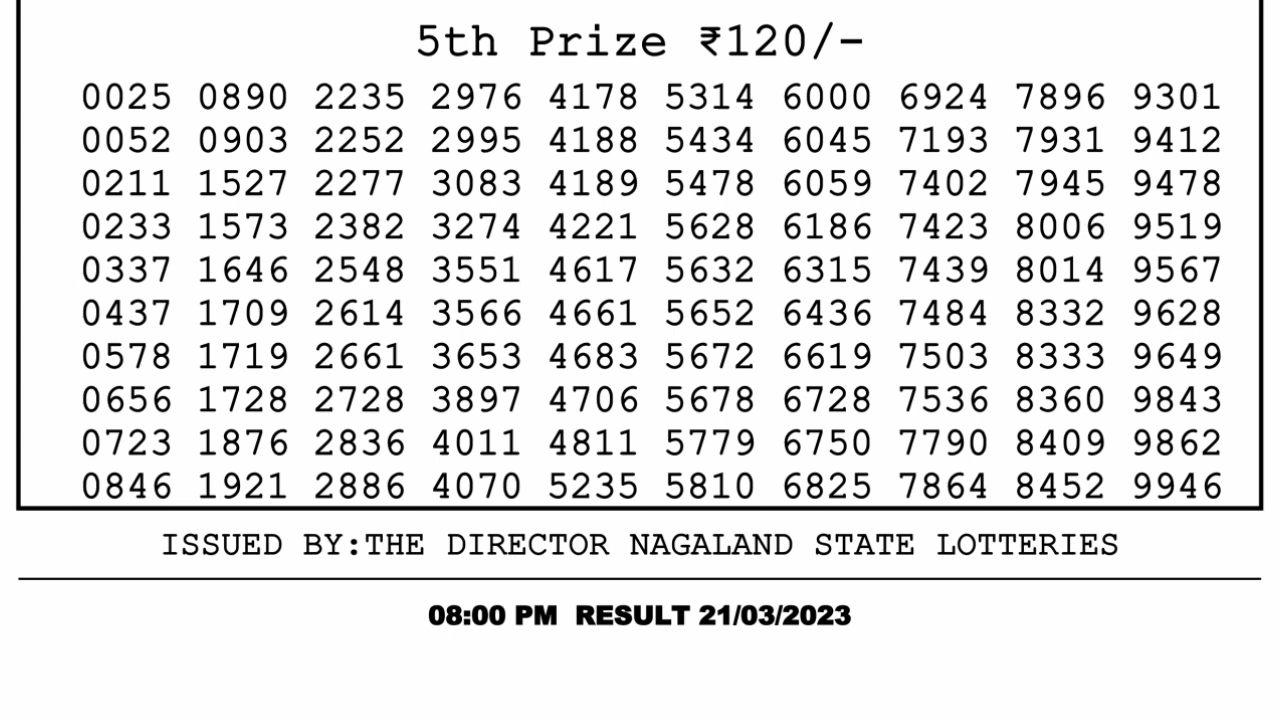 5th Prize ₹120/-
0025 0890 2235 2976 4178 5314 6000 6924 7896 9301
0052 0903 2252 2995 4188 5434 6045 7193 7931 9412
0211 1527 2277 3083 4189 5478 6059 7402 7945 9478
0233 1573 2382 3274 4221 5628 6186 7423 8006 9519
0337 1646 2548 3551 4617 5632 6315 7439 8014 9567
0437 1709 2614 3566 4661 5652 6436 7484 8332 9628
0578 1719 2661 3653 4683 5672 6619 7503 8333 9649
0656 1728 2728 3897 4706 5678 6728 7536 8360 9843
0723 1876 2836 4011 4811 5779 6750 7790 8409 9862
0846 1921 2886 4070 5235 5810 6825 7864 8452 9946
ISSUED BY:THE DIRECTOR NAGALAND STATE LOTTERIES
08:00 PM RESULT 21/03/2023